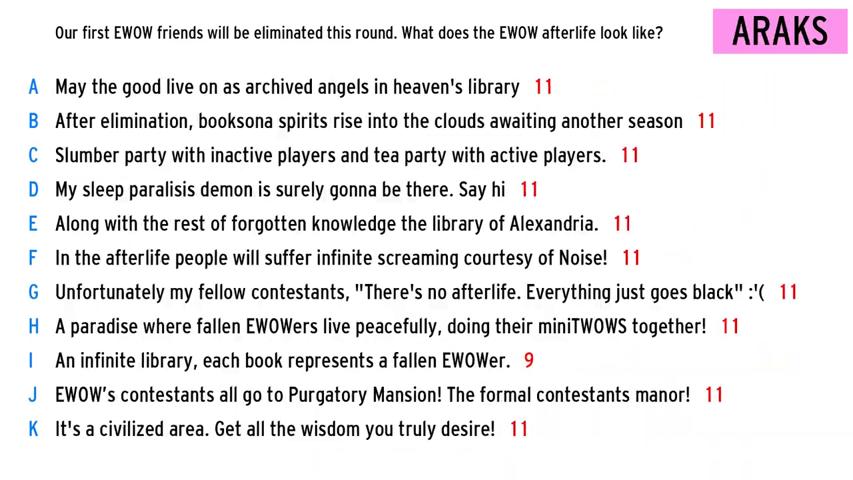 Our first EWOW friends will be eliminated this round. What does the EWOW afterlife look like?
ARAKS
A May the good live on as archived angels in heaven's library 11
B After elimination, booksona spirits rise into the clouds awaiting another season 11
C Slumber party with inactive players and tea party with active players. 11
D My sleep paralisis demon is surely gonna be there. Say hi 11
E Along with the rest of forgotten knowledge the library of Alexandria. 11
F In the afterlife people will suffer infinite screaming courtesy of Noise! 11
G Unfortunately my fellow contestants, "There's no afterlife. Everything just goes black" :'( 11
H A paradise where fallen EWOWers live peacefully, doing their miniTWOWS together! 11
I An infinite library, each book represents a fallen EWOWer. 9
J EWOW’s contestants all go to Purgatory Mansion! The formal contestants manor! 11
K It's a civilized area. Get all the wisdom you truly desire! 11